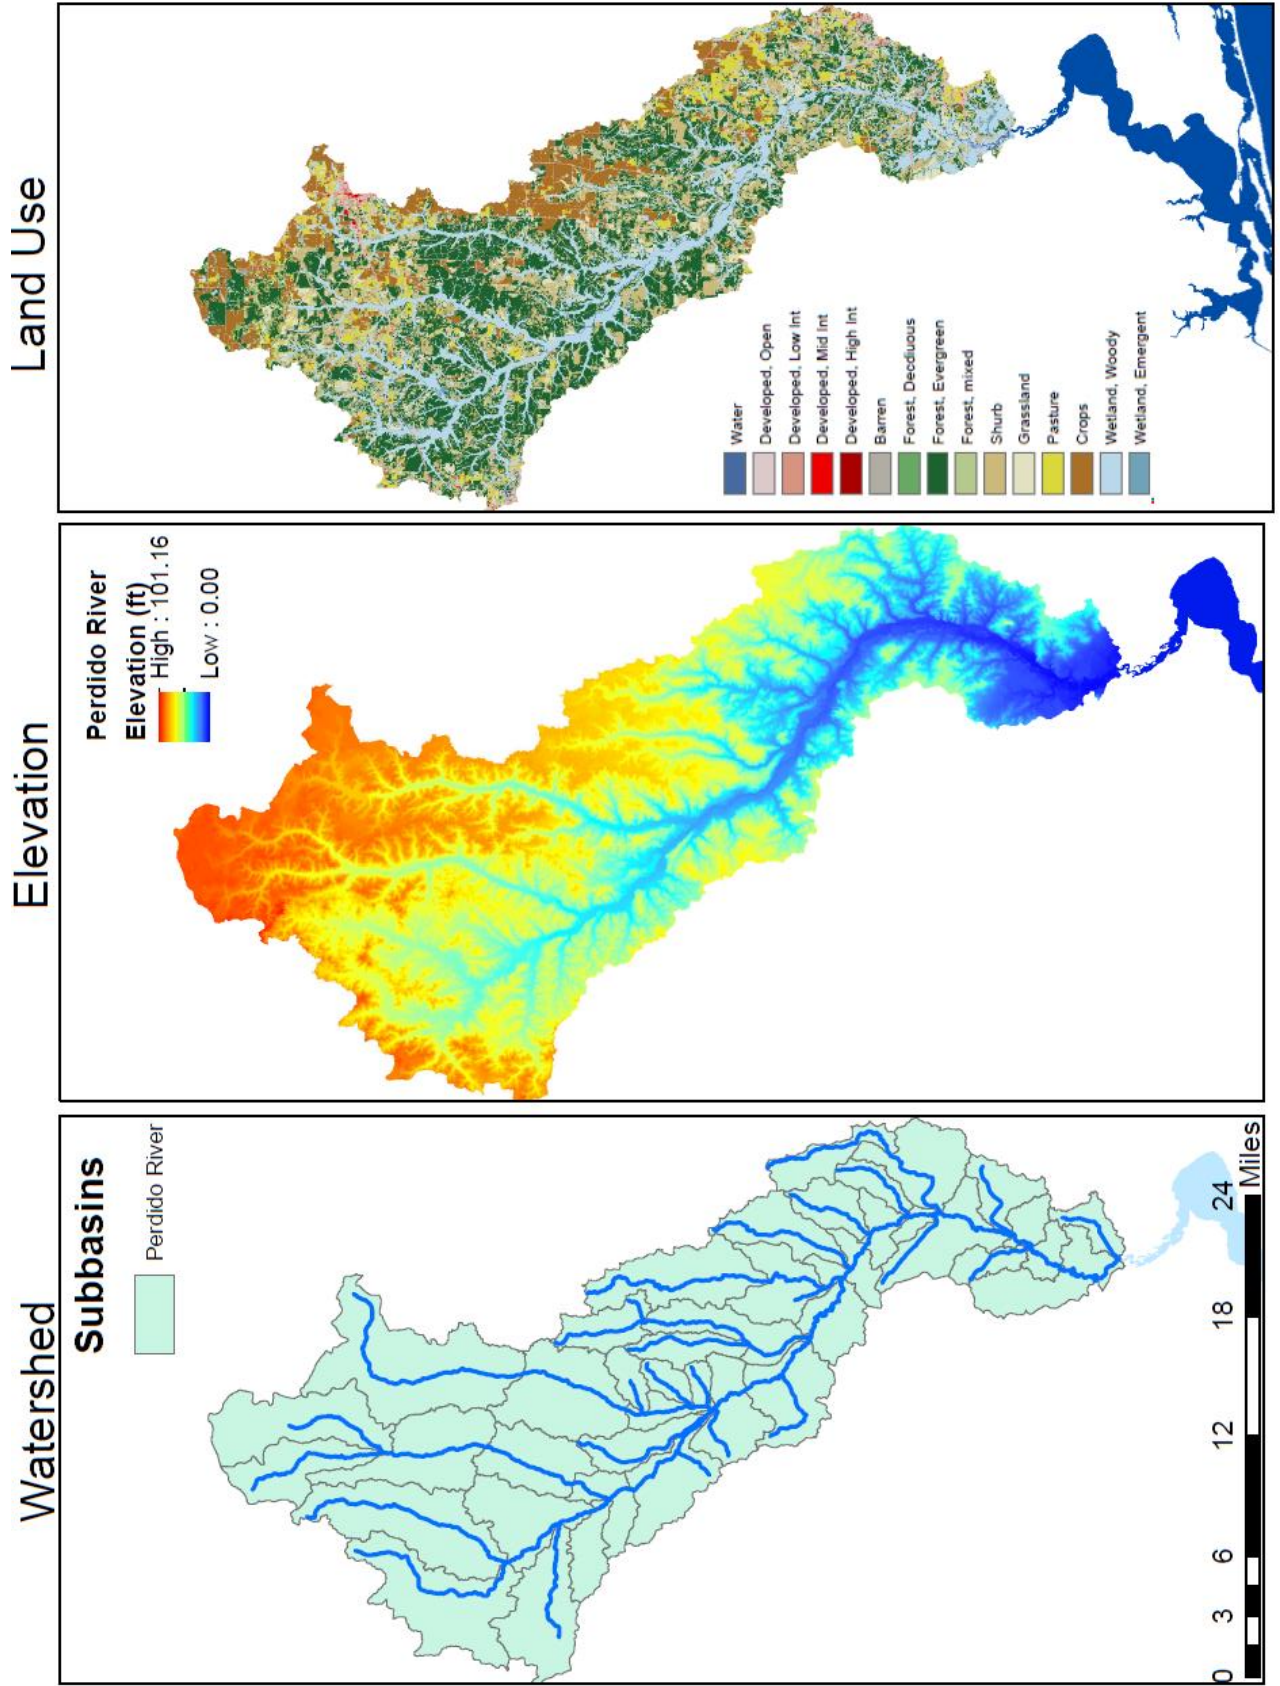 Watershed
Subbasins
Perdido River
0 3 6 12 18 24
Miles
Elevation
Perdido River
Elevation (ft)
High : 101.16
Low : 0.00
Land Use
Water
Developed, Open
Developed, Low Int
Developed, Mid Int
Developed, High Int
Barren
Forest, Decdiuous
Forest, Evergreen
Forest, mixed
Shurb
Grassland
Pasture
Crops
Wetland, Woody
Wetland, Emergent